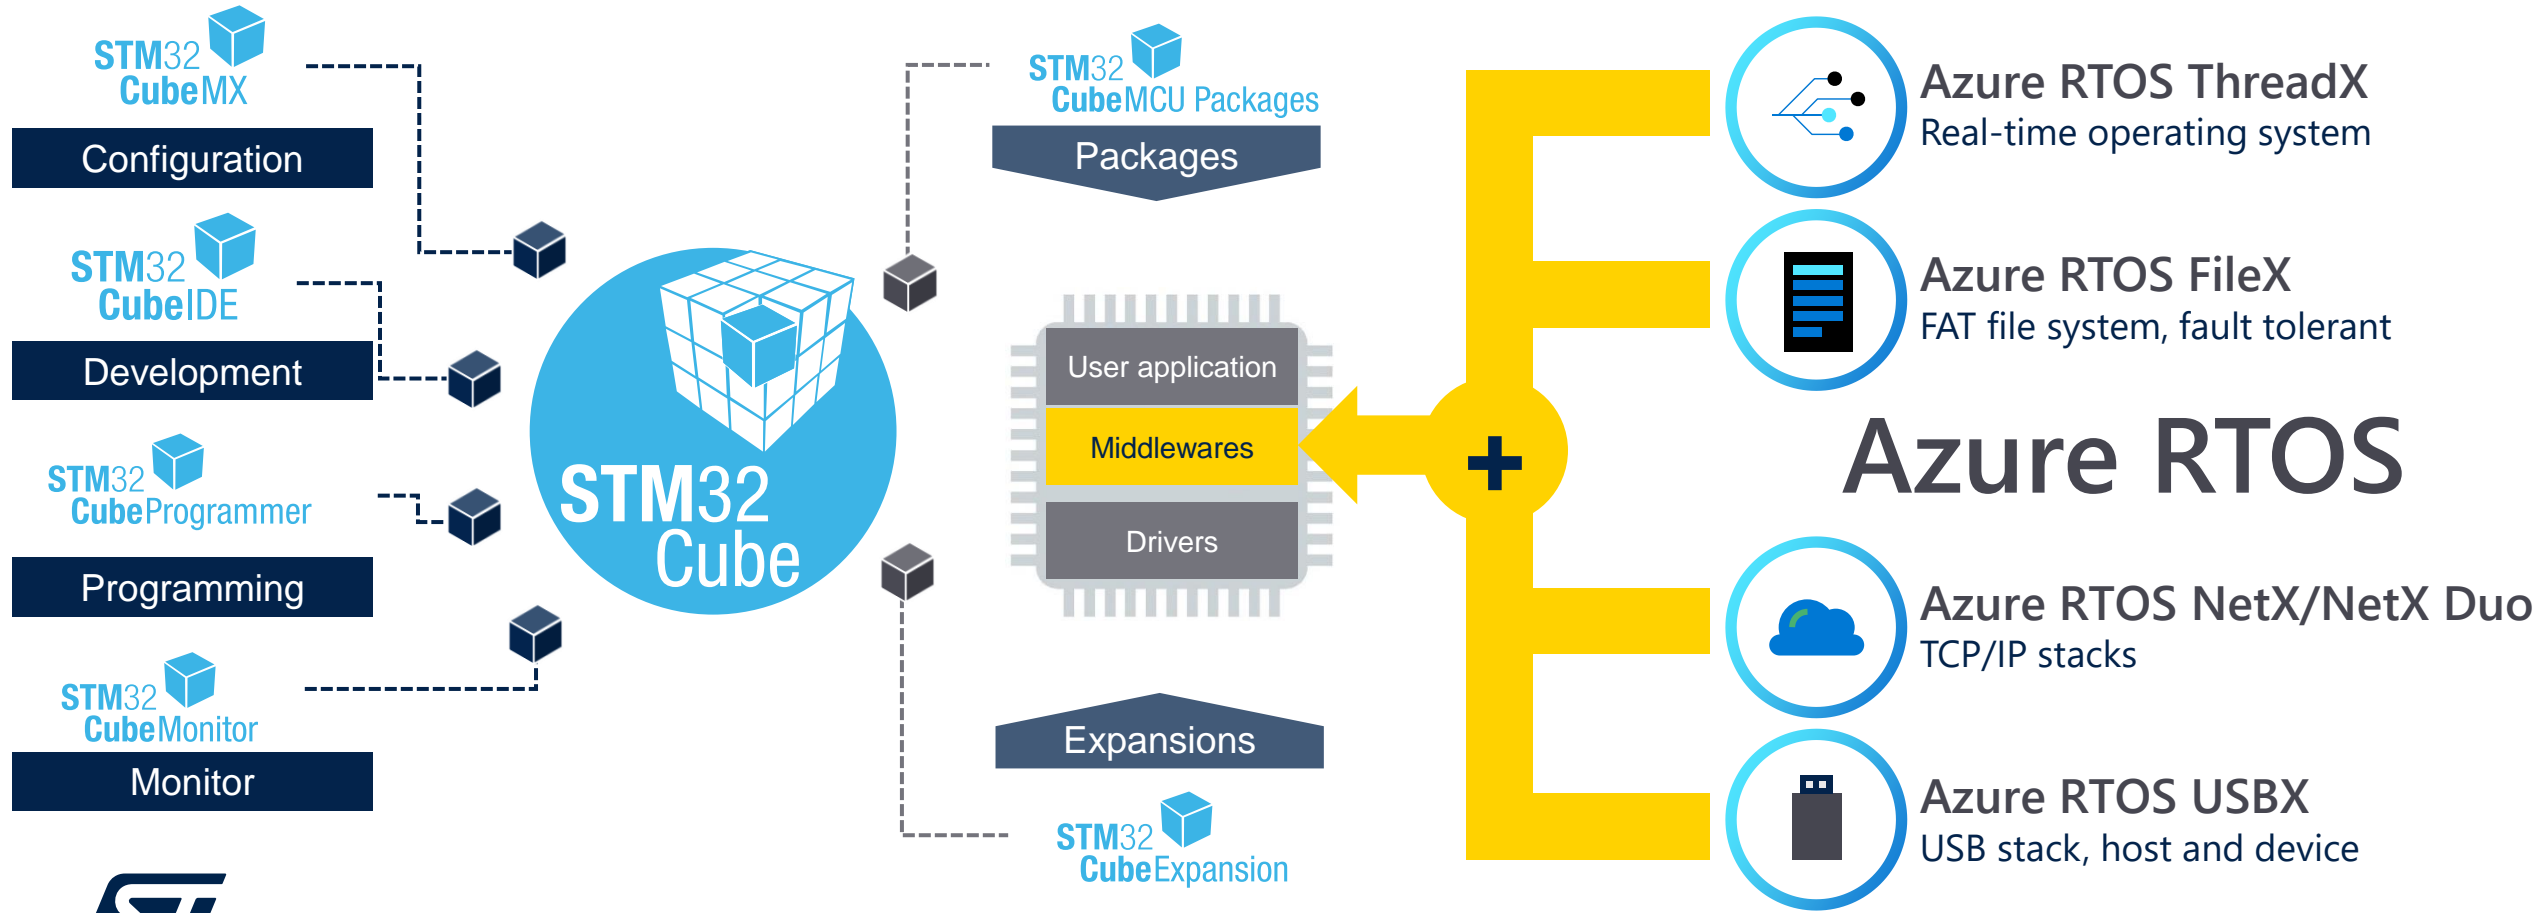 STM32
CubeMX
Configuration
STM32
CubeIDE
Development
STM32
CubeProgrammer
Programming
STM32
CubeMonitor
Monitor
ST
STM32
Cube
STM32
CubeMCU Packages
Packages
User application
Middlewares
Drivers
Expansions
STM32
CubeExpansion
+
Azure RTOS ThreadX
Real-time operating system
Azure RTOS FileX
FAT file system, fault tolerant
Azure RTOS
Azure RTOS NetX/NetX Duo
TCP/IP stacks
Azure RTOS USBX
USB stack, host and device